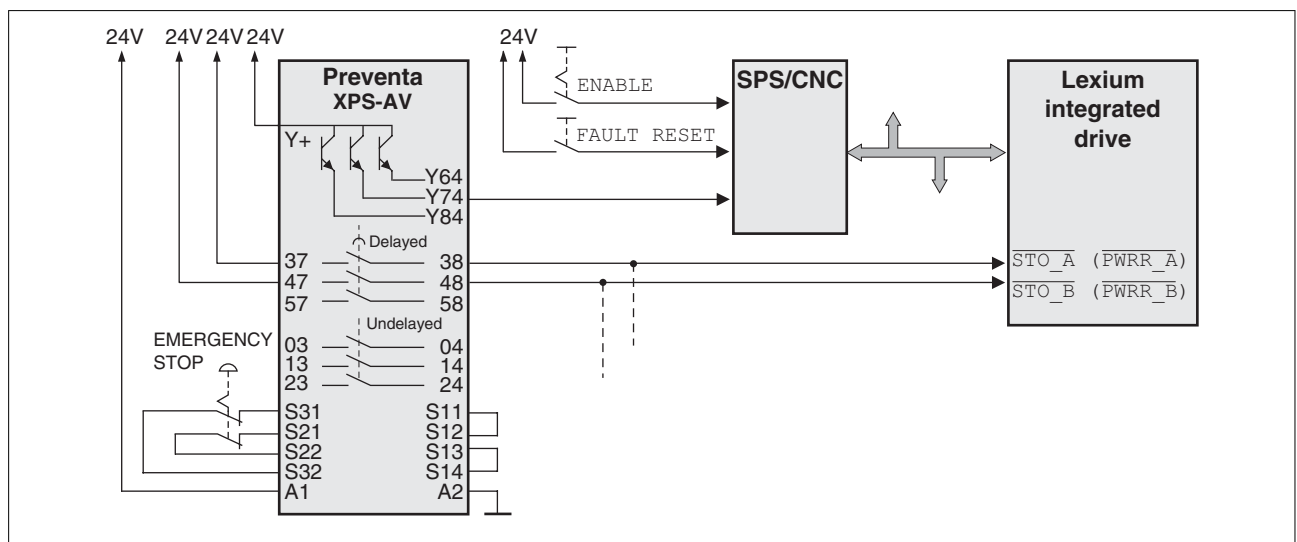 24V 24V 24V 24V 24V
Preventa
XPS-AV
Y+
Y64
Y74
Y84
Delayed
37 38
47 48
57 58
Undelayed
03 04
13 14
23 24
EMERGENCY
STOP
S31 S11
S21 S12
S22 S13
S32 S14
A1 A2
ENABLE
FAULT RESET
SPS/CNC
Lexium
integrated
drive
STO_A (PWRR_A)
STO_B (PWRR_B)